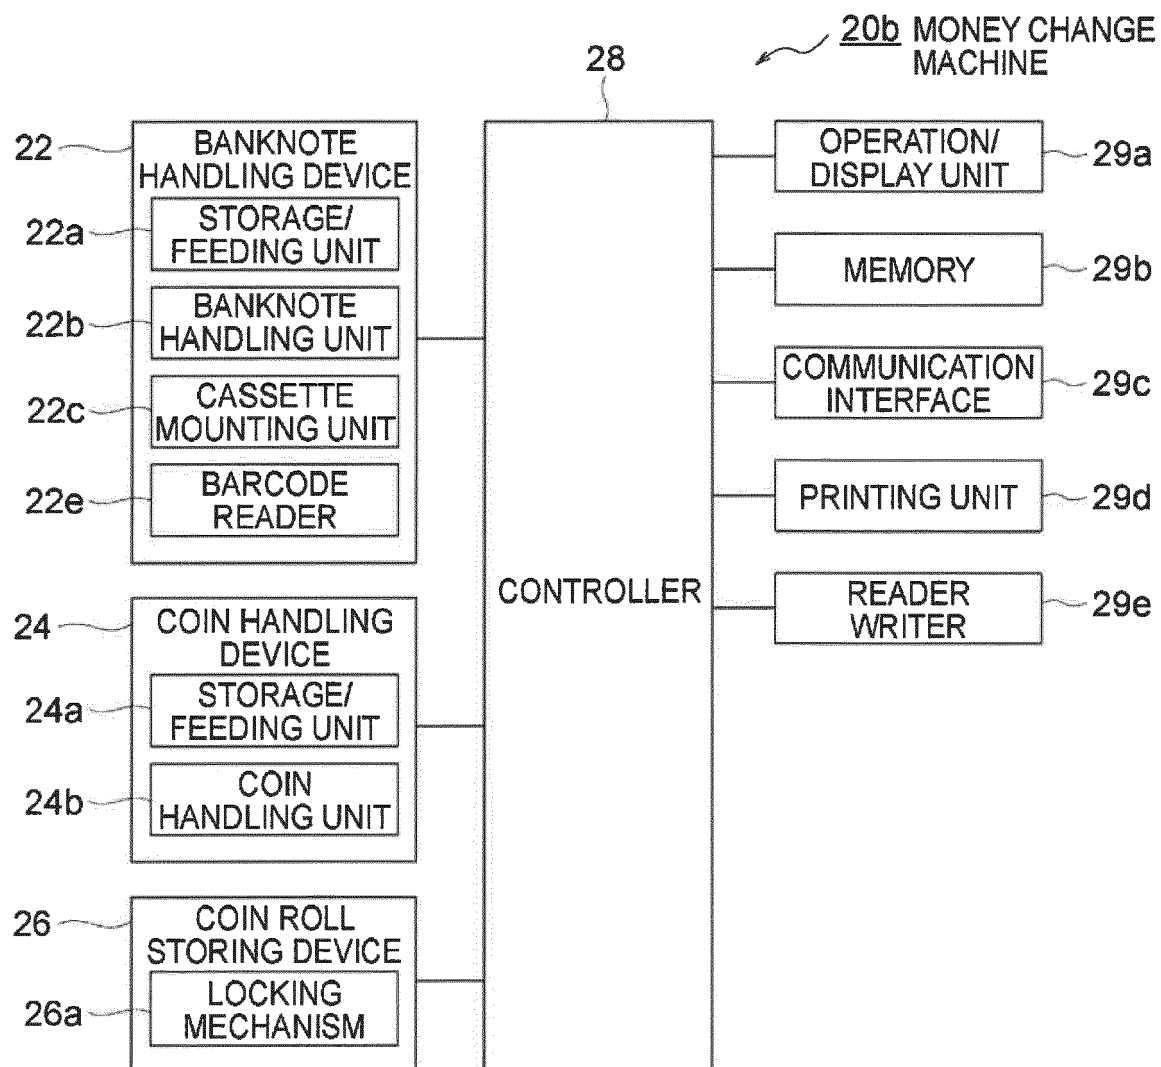 20b MONEY CHANGE
MACHINE
28
22
BANKNOTE
HANDLING DEVICE
22a
STORAGE/
FEEDING UNIT
22b
BANKNOTE
HANDLING UNIT
22c
CASSETTE
MOUNTING UNIT
22e
BARCODE
READER
24
COIN HANDLING
DEVICE
24a
STORAGE/
FEEDING UNIT
24b
COIN
HANDLING UNIT
26
COIN ROLL
STORING DEVICE
26a
LOCKING
MECHANISM
CONTROLLER
OPERATION/
DISPLAY UNIT
29a
MEMORY
29b
COMMUNICATION
INTERFACE
29c
PRINTING UNIT
29d
READER
WRITER
29e